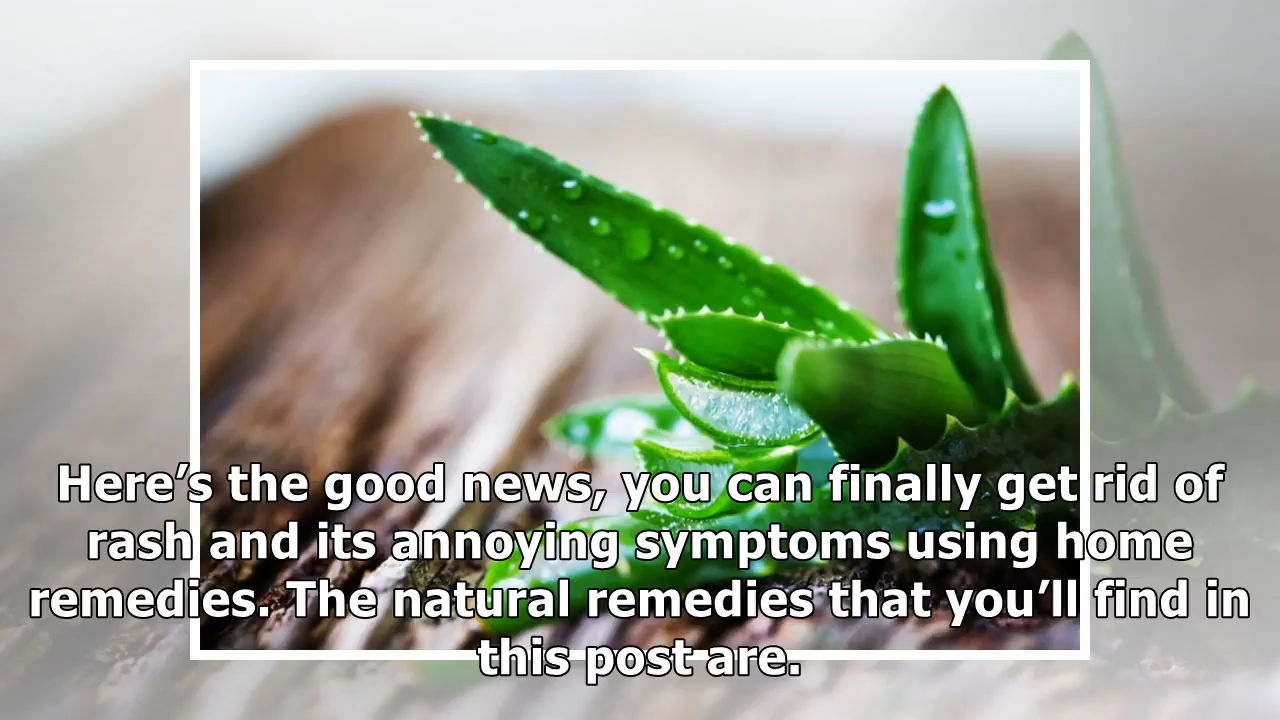 Here’s the good news, you can finally get rid of
rash and its annoying symptoms using home
remedies. The natural remedies that you’ll find in
this post are.